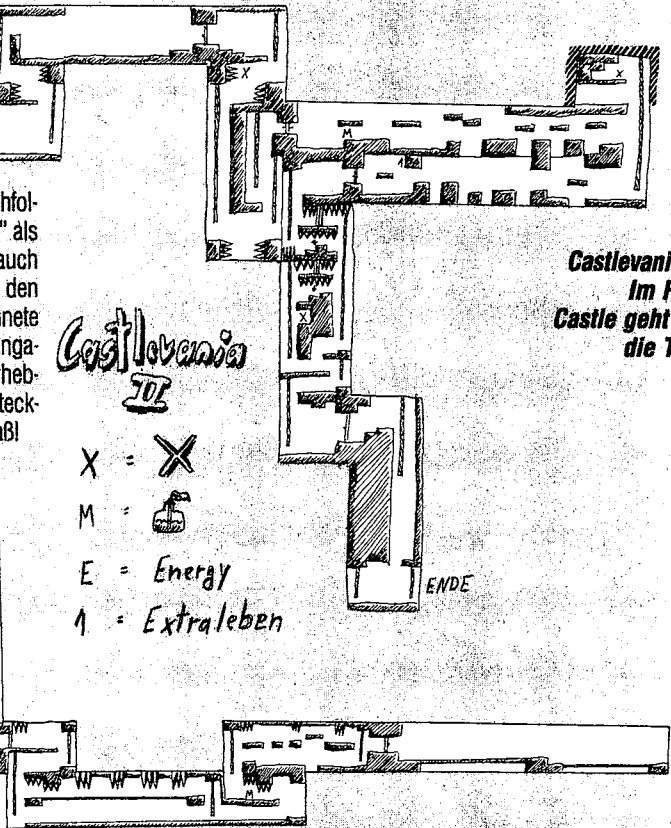 hfol-
" als
auch
den
nete
nga-
heb-
teck-
aß!
Castlevani
Im
Castle geht
die
Castlevania
II
X =
M =
E = Energy
1 = Extraleben
X
X
M
1
X
ENDE
M